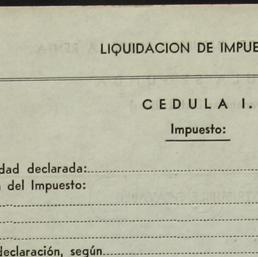 LIQUIDACION DE IMPUE
CEDULA I.
Impuesto:
dad declarada:
del Impuesto:
declaración, según